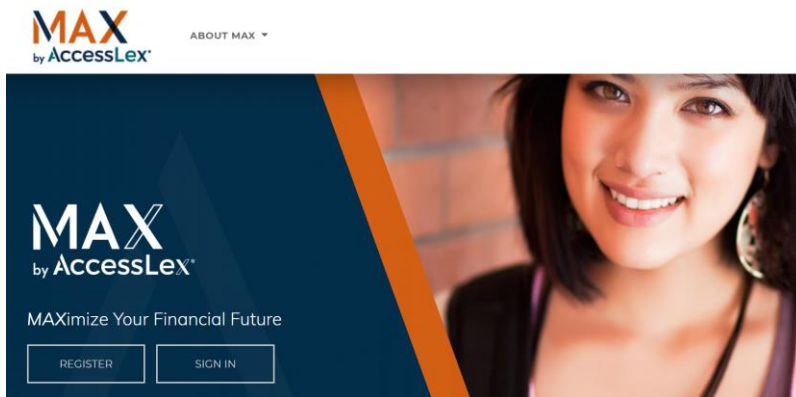 MAX
by AccessLex®
ABOUT MAX
MAX
by AccessLex®
MAXimize Your Financial Future
REGISTER
SIGN IN